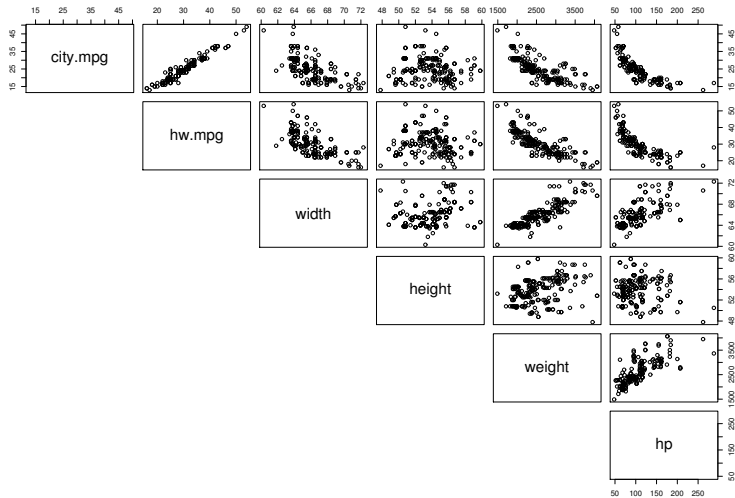 15 25 35 45 20 30 40 50 60 62 64 66 68 70 72 48 50 52 54 56 58 60 1500 2500 3500 50 100 150 200 250
city.mpg 15 25 35 45
hw.mpg 20 30 40 50
width 60 64 68 72
height 48 52 56 60
weight 1500 2500 3500
hp 50 150 250
50 100 150 200 250